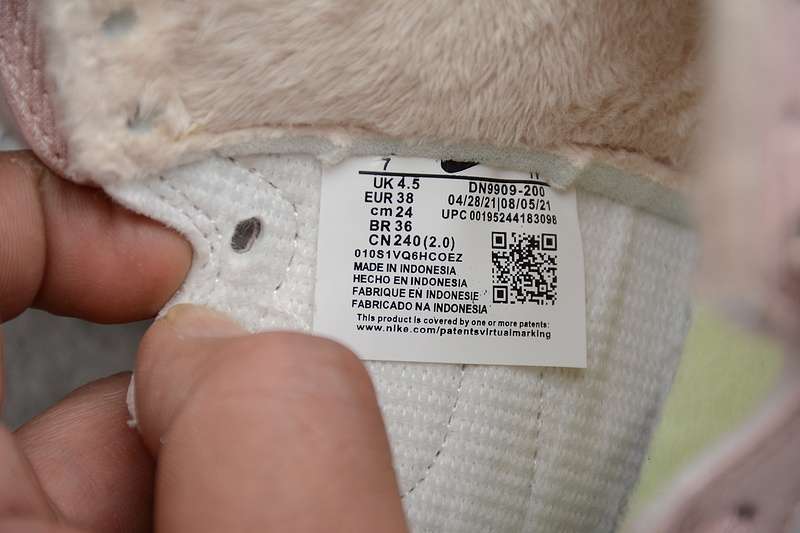 7
UK 4.5
EUR 38
cm 24
BR 36
CN 240 (2.0)
DN9909-200
04/28/21|08/05/21
UPC 00195244183098
010S1VQ6HCOEZ
MADE IN INDONESIA
HECHO EN INDONESIA
FABRIQUE EN INDONESIE
FABRICADO NA INDONESIA
This product is covered by one or more patents:
www.nike.com/patentsvirtualmarking